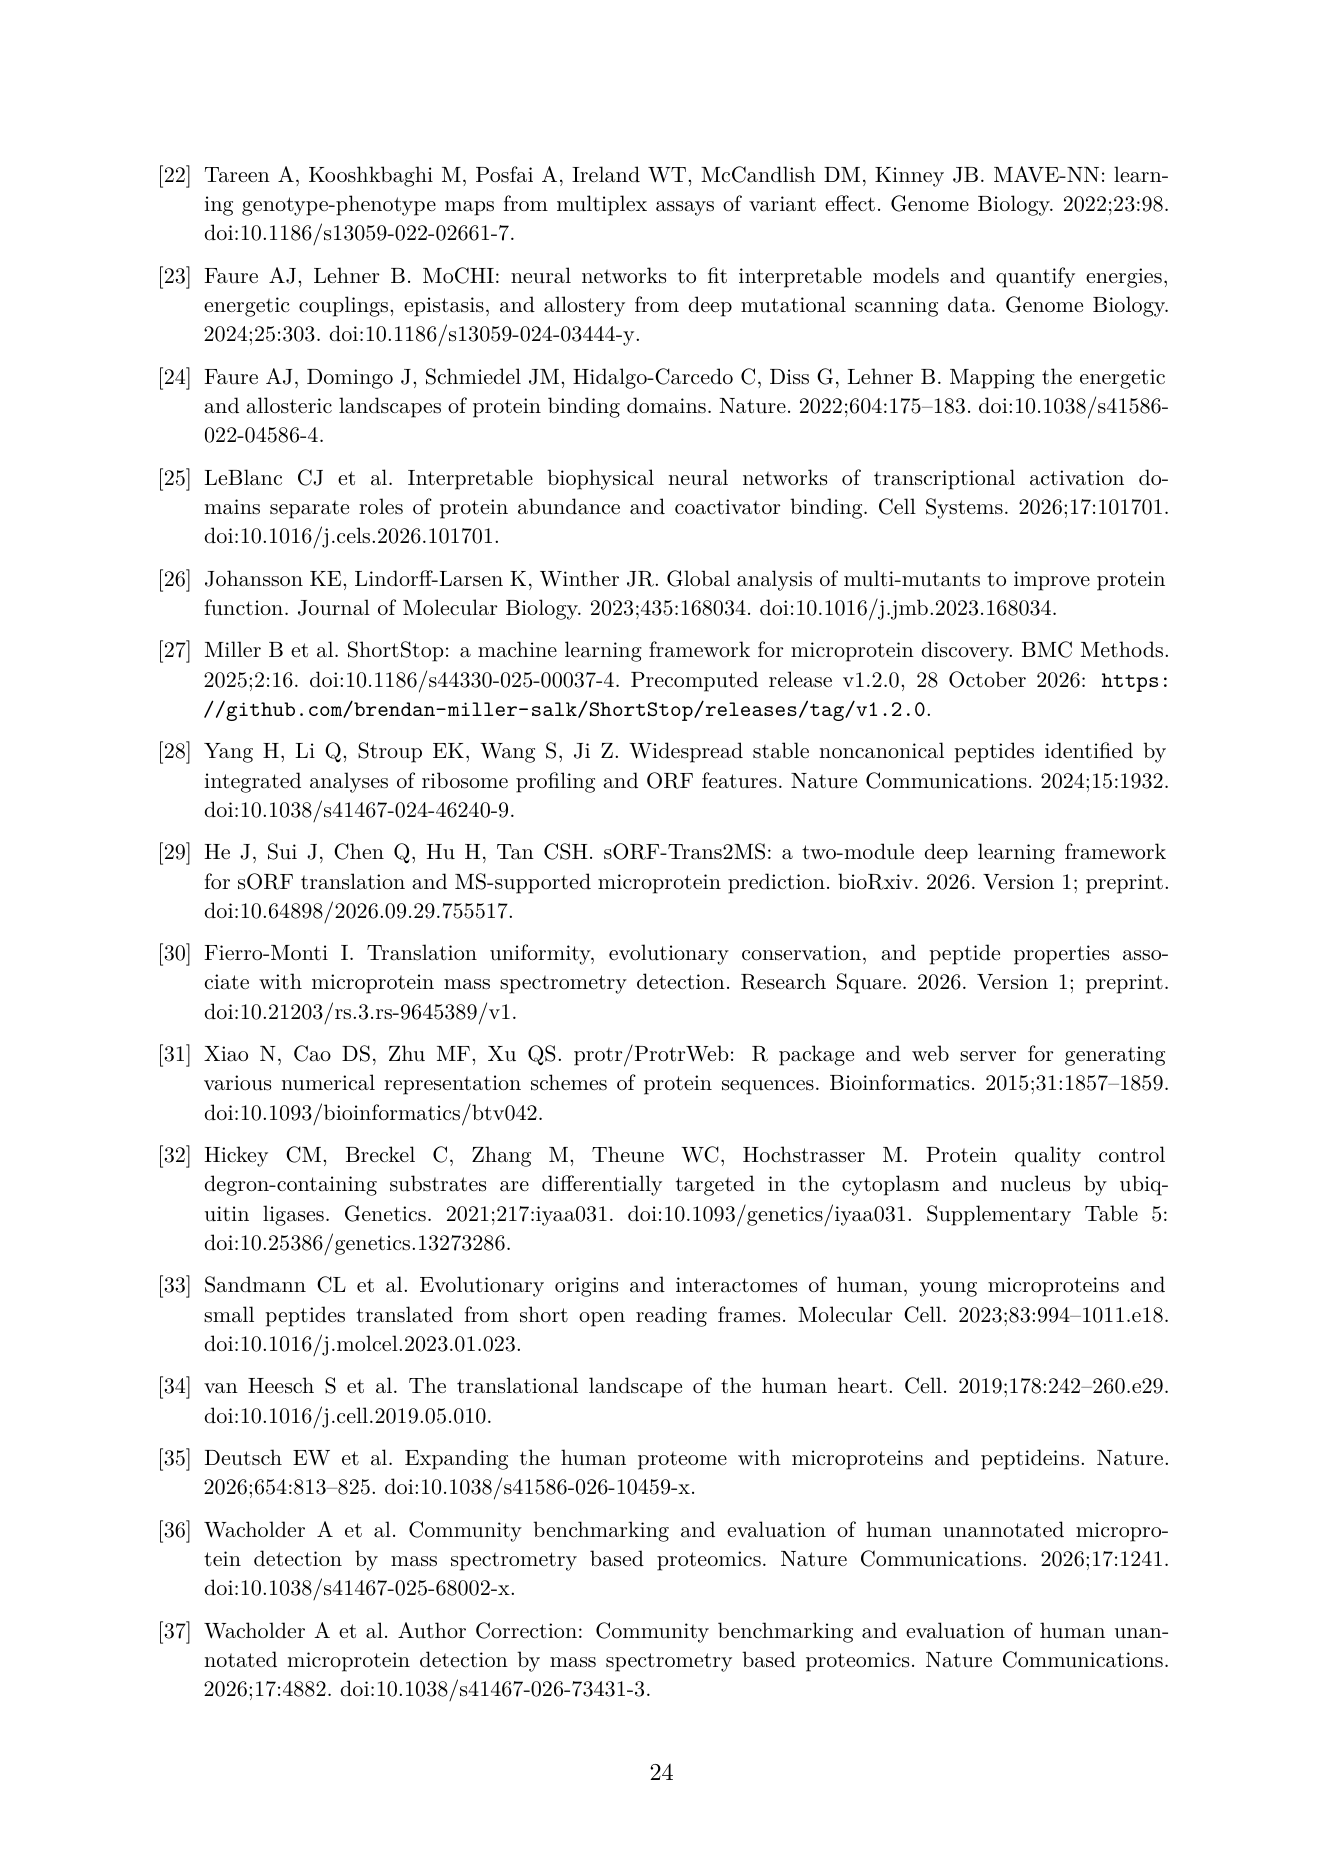 [22] Tareen A, Kooshkbaghi M, Posfai A, Ireland WT, McCandlish DM, Kinney JB. MAVE-NN: learn-
ing genotype-phenotype maps from multiplex assays of variant effect. Genome Biology. 2022;23:98.
doi:10.1186/s13059-022-02661-7.
[23] Faure AJ, Lehner B. MoCHI: neural networks to fit interpretable models and quantify energies,
energetic couplings, epistasis, and allostery from deep mutational scanning data. Genome Biology.
2024;25:303. doi:10.1186/s13059-024-03444-y.
[24] Faure AJ, Domingo J, Schmiedel JM, Hidalgo-Carcedo C, Diss G, Lehner B. Mapping the energetic
and allosteric landscapes of protein binding domains. Nature. 2022;604:175–183. doi:10.1038/s41586-
022-04586-4.
[25] LeBlanc CJ et al. Interpretable biophysical neural networks of transcriptional activation do-
mains separate roles of protein abundance and coactivator binding. Cell Systems. 2026;17:101701.
doi:10.1016/j.cels.2026.101701.
[26] Johansson KE, Lindorff-Larsen K, Winther JR. Global analysis of multi-mutants to improve protein
function. Journal of Molecular Biology. 2023;435:168034. doi:10.1016/j.jmb.2023.168034.
[27] Miller B et al. ShortStop: a machine learning framework for microprotein discovery. BMC Methods.
2025;2:16. doi:10.1186/s44330-025-00037-4. Precomputed release v1.2.0, 28 October 2026: https:
//github.com/brendan-miller-salk/ShortStop/releases/tag/v1.2.0.
[28] Yang H, Li Q, Stroup EK, Wang S, Ji Z. Widespread stable noncanonical peptides identified by
integrated analyses of ribosome profiling and ORF features. Nature Communications. 2024;15:1932.
doi:10.1038/s41467-024-46240-9.
[29] He J, Sui J, Chen Q, Hu H, Tan CSH. sORF-Trans2MS: a two-module deep learning framework
for sORF translation and MS-supported microprotein prediction. bioRxiv. 2026. Version 1; preprint.
doi:10.64898/2026.09.29.755517.
[30] Fierro-Monti I. Translation uniformity, evolutionary conservation, and peptide properties asso-
ciate with microprotein mass spectrometry detection. Research Square. 2026. Version 1; preprint.
doi:10.21203/rs.3.rs-9645389/v1.
[31] Xiao N, Cao DS, Zhu MF, Xu QS. protr/ProtrWeb: R package and web server for generating
various numerical representation schemes of protein sequences. Bioinformatics. 2015;31:1857–1859.
doi:10.1093/bioinformatics/btv042.
[32] Hickey CM, Breckel C, Zhang M, Theune WC, Hochstrasser M. Protein quality control
degron-containing substrates are differentially targeted in the cytoplasm and nucleus by ubiq-
uitin ligases. Genetics. 2021;217:iyaa031. doi:10.1093/genetics/iyaa031. Supplementary Table 5:
doi:10.25386/genetics.13273286.
[33] Sandmann CL et al. Evolutionary origins and interactomes of human, young microproteins and
small peptides translated from short open reading frames. Molecular Cell. 2023;83:994–1011.e18.
doi:10.1016/j.molcel.2023.01.023.
[34] van Heesch S et al. The translational landscape of the human heart. Cell. 2019;178:242–260.e29.
doi:10.1016/j.cell.2019.05.010.
[35] Deutsch EW et al. Expanding the human proteome with microproteins and peptideins. Nature.
2026;654:813–825. doi:10.1038/s41586-026-10459-x.
[36] Wacholder A et al. Community benchmarking and evaluation of human unannotated micropro-
tein detection by mass spectrometry based proteomics. Nature Communications. 2026;17:1241.
doi:10.1038/s41467-025-68002-x.
[37] Wacholder A et al. Author Correction: Community benchmarking and evaluation of human unan-
notated microprotein detection by mass spectrometry based proteomics. Nature Communications.
2026;17:4882. doi:10.1038/s41467-026-73431-3.
24